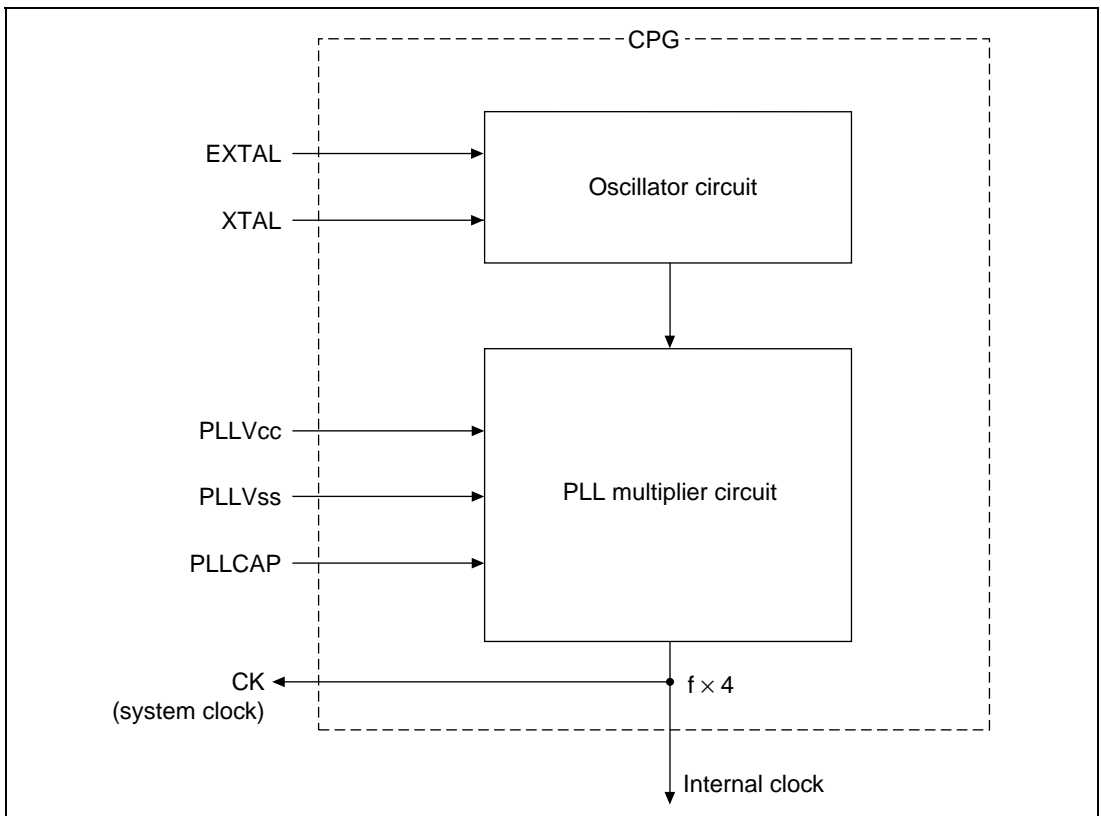 CPG
EXTAL
Oscillator circuit
XTAL
PLLVcc
PLLVss
PLL multiplier circuit
PLLCAP
CK
(system clock)
f × 4
Internal clock